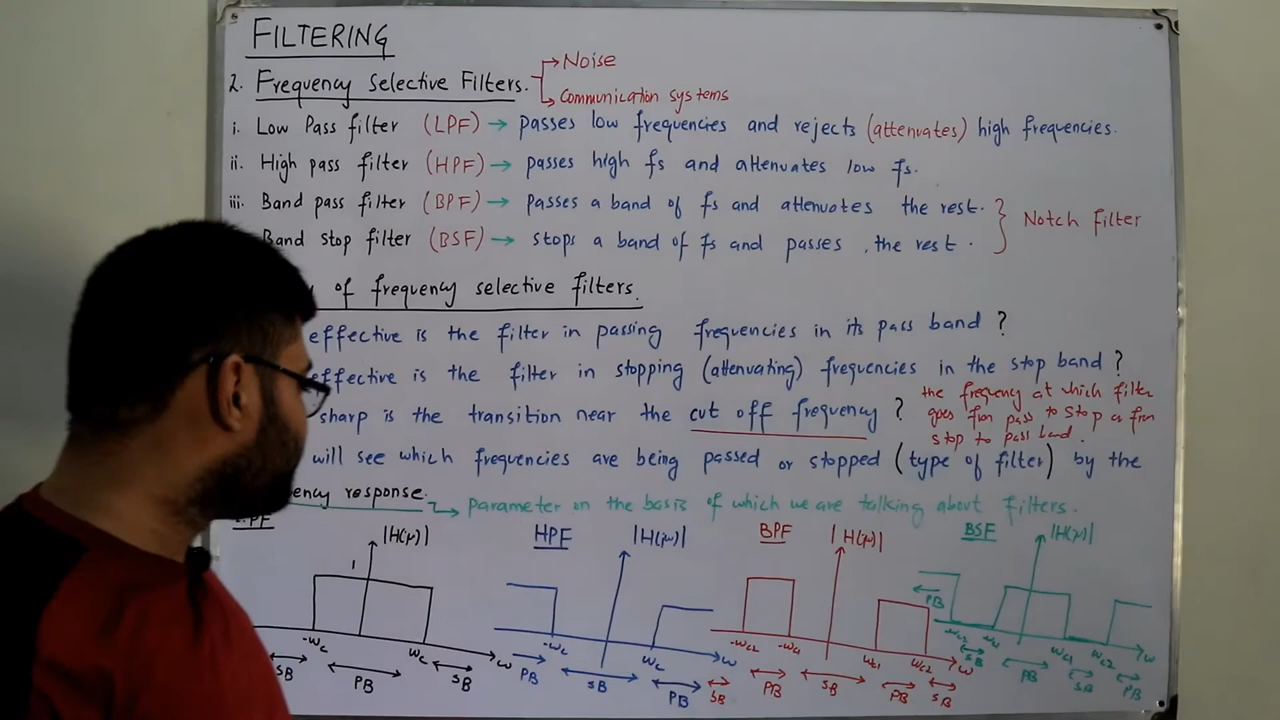 FILTERING
2. Frequency Selective Filters. → Noise
→ Communication systems
i. Low Pass filter (LPF) → passes low frequencies and rejects (attenuates) high frequencies.
ii. High pass filter (HPF) → passes high fs and attenuates low fs.
iii. Band pass filter (BPF) → passes a band of fs and attenuates the rest.
Band stop filter (BSF) → stops a band of fs and passes the rest.
} Notch Filter
of frequency selective filters.
effective is the filter in passing frequencies in its pass band ?
effective is the filter in stopping (attenuating) frequencies in the stop band ?
sharp is the transition near the cut off frequency ?
the frequency at which filter
goes from pass to stop or from
stop to pass band.
will see which frequencies are being passed or stopped (type of filter) by the
ency response. → parameter on the basis of which we are talking about filters.
LPF |H(jω)| HPF |H(jω)| BPF |H(jω)| BSF |H(jω)|
1
PB
-ωc ωc ω -ωc ωc ω -ωc2 -ωc1 ωc1 ωc2 ω -ωc2 -ωc1 ωc1 ωc2 ω
SB PB SB PB SB PB SB PB SB PB SB SB PB SB PB